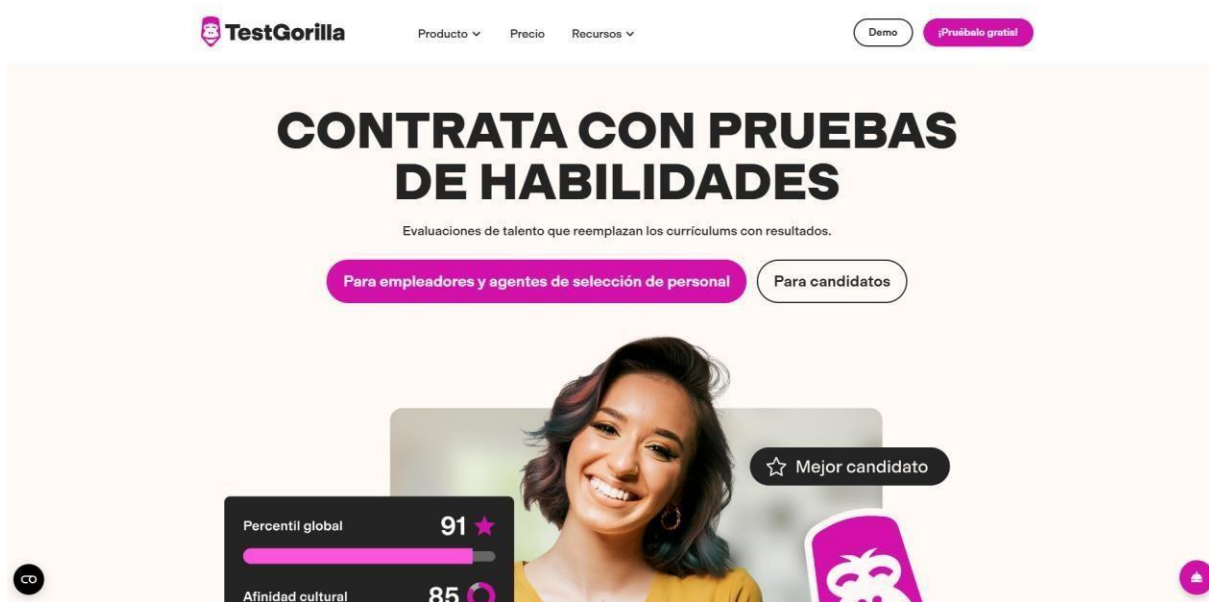 TestGorilla
Producto
Precio
Recursos
Demo
¡Pruébalo gratis!
CONTRATA CON PRUEBAS
DE HABILIDADES
Evaluaciones de talento que reemplazan los currículums con resultados.
Para empleadores y agentes de selección de personal
Para candidatos
Mejor candidato
Percentil global
91
Afinidad cultural
85